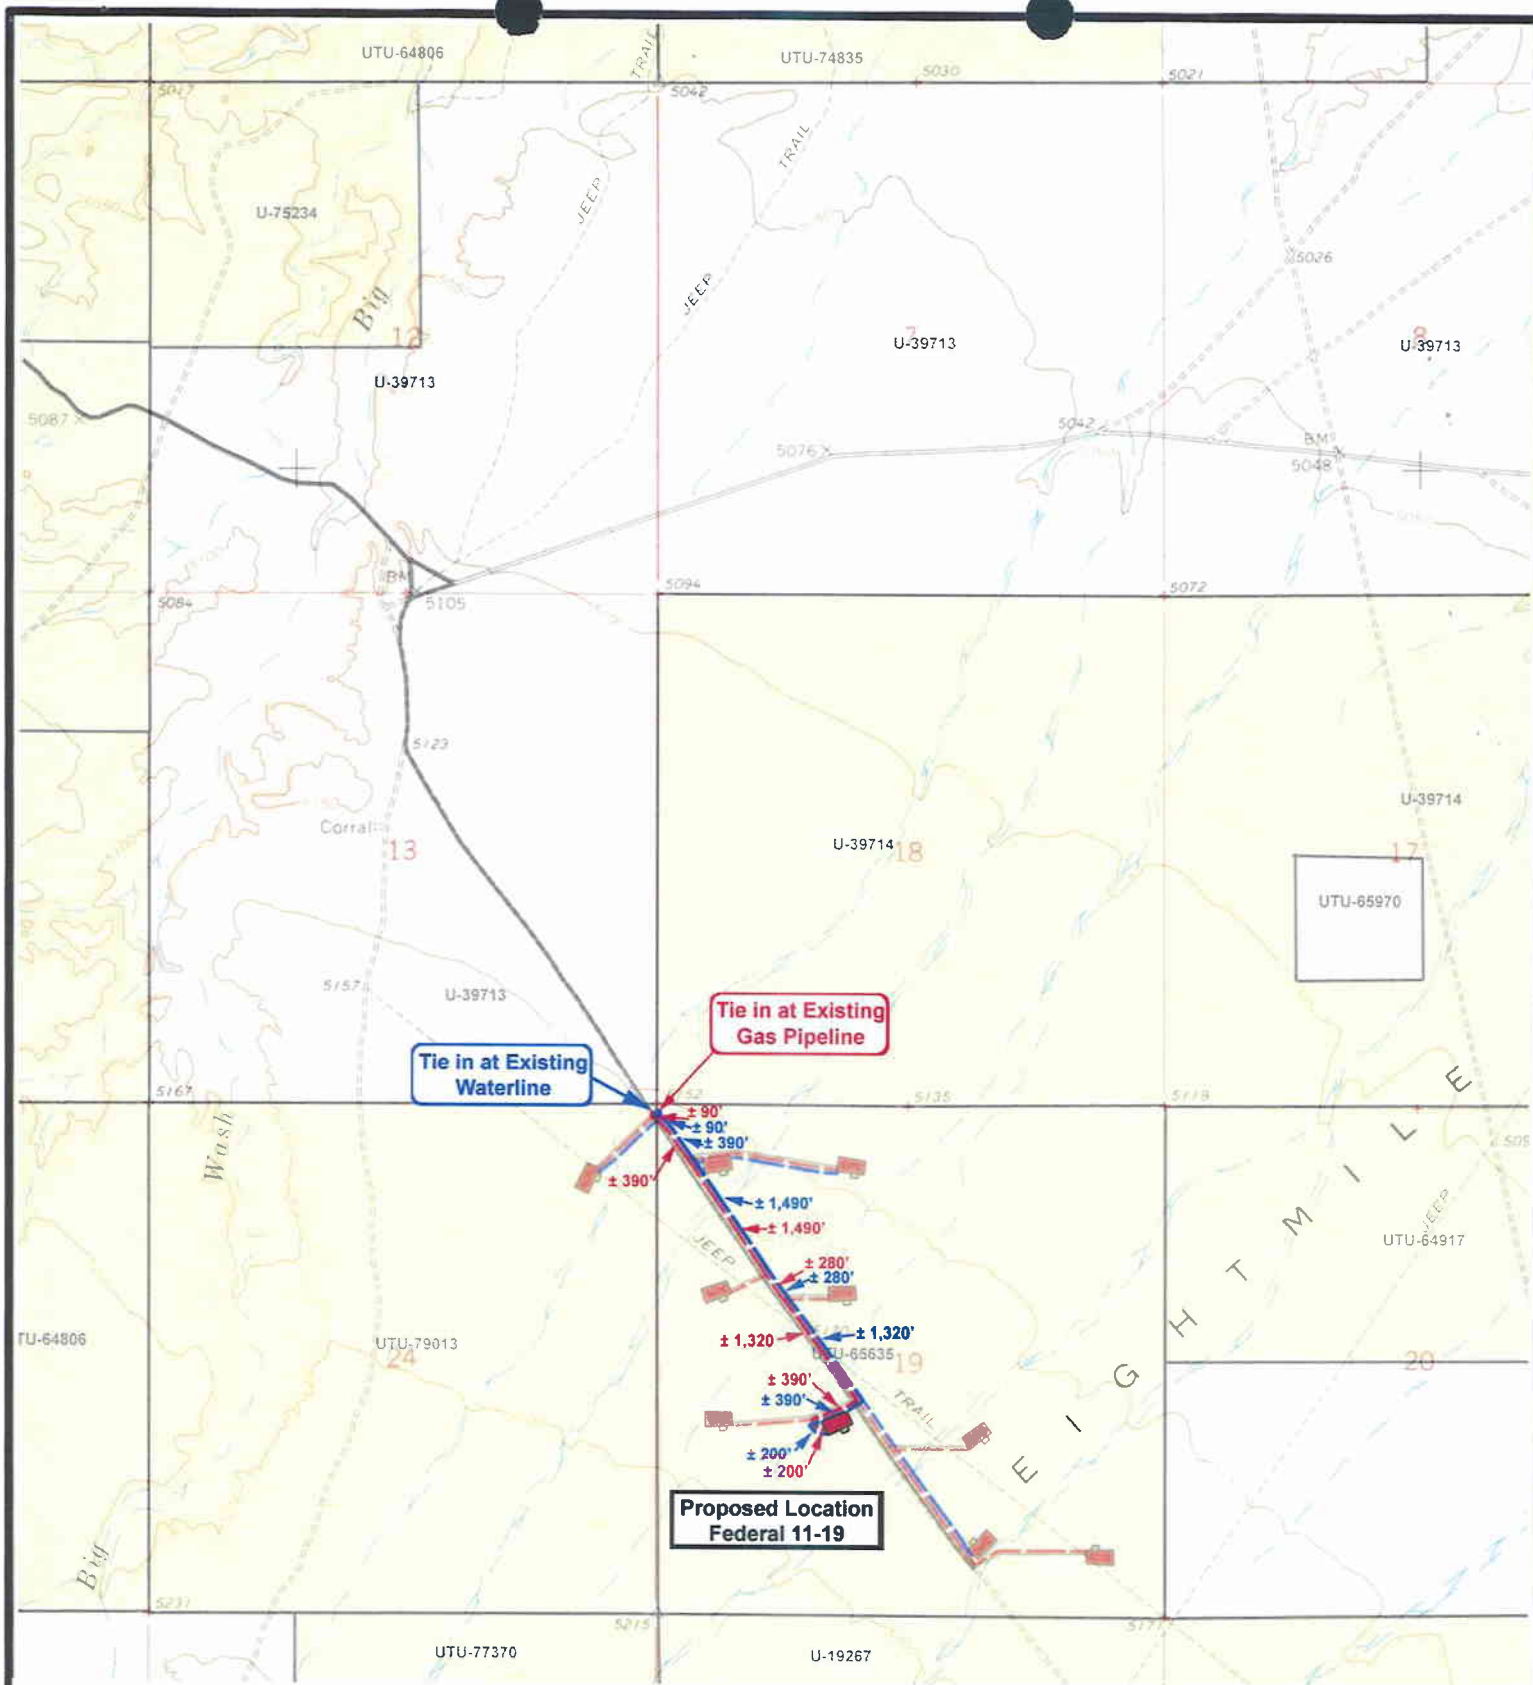 UTU-64806
UTU-74835
TRAIL
5030
5021
5042
TRAIL
JEEP
U-75234
5026
JEEP
Big
12
7
8
U-39713
U-39713
U-39713
5087
5042
5076
BM
5048
BM
5094
5072
5084
5105
5123
U-39714
Corral
13
U-39714
18
17
UTU-65970
5157
U-39713
Tie in at Existing
Gas Pipeline
Tie in at Existing
Waterline
5167
5135
5119
± 90'
± 90'
± 390'
Wash
± 390'
± 1,490'
± 1,490'
JEEP
JEEP
UTU-64917
± 280'
± 280'
EIGHT MILE
TU-64806
UTU-79013
24
± 1,320
± 1,320'
UTU-65635
19
20
± 390'
± 390'
TRAIL
± 200'
± 200'
Proposed Location
Federal 11-19
Big
5231
5215
UTU-77370
U-19267